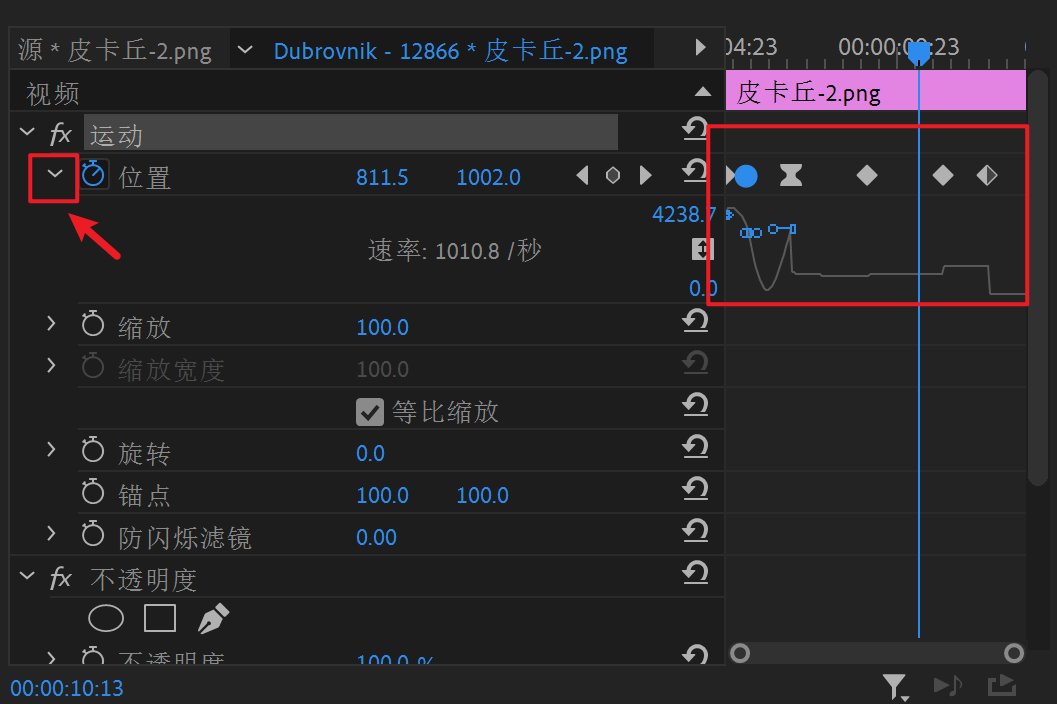 源 * 皮卡丘-2.png
Dubrovnik - 12866 * 皮卡丘-2.png
04:23
00:00:09:23
视频
皮卡丘-2.png
fx 运动
位置 811.5 1002.0
4238.7
速率: 1010.8 /秒
0.0
缩放 100.0
缩放宽度 100.0
等比缩放
旋转 0.0
锚点 100.0 100.0
防闪烁滤镜 0.00
fx 不透明度
不透明度 100.0 %
00:00:10:13